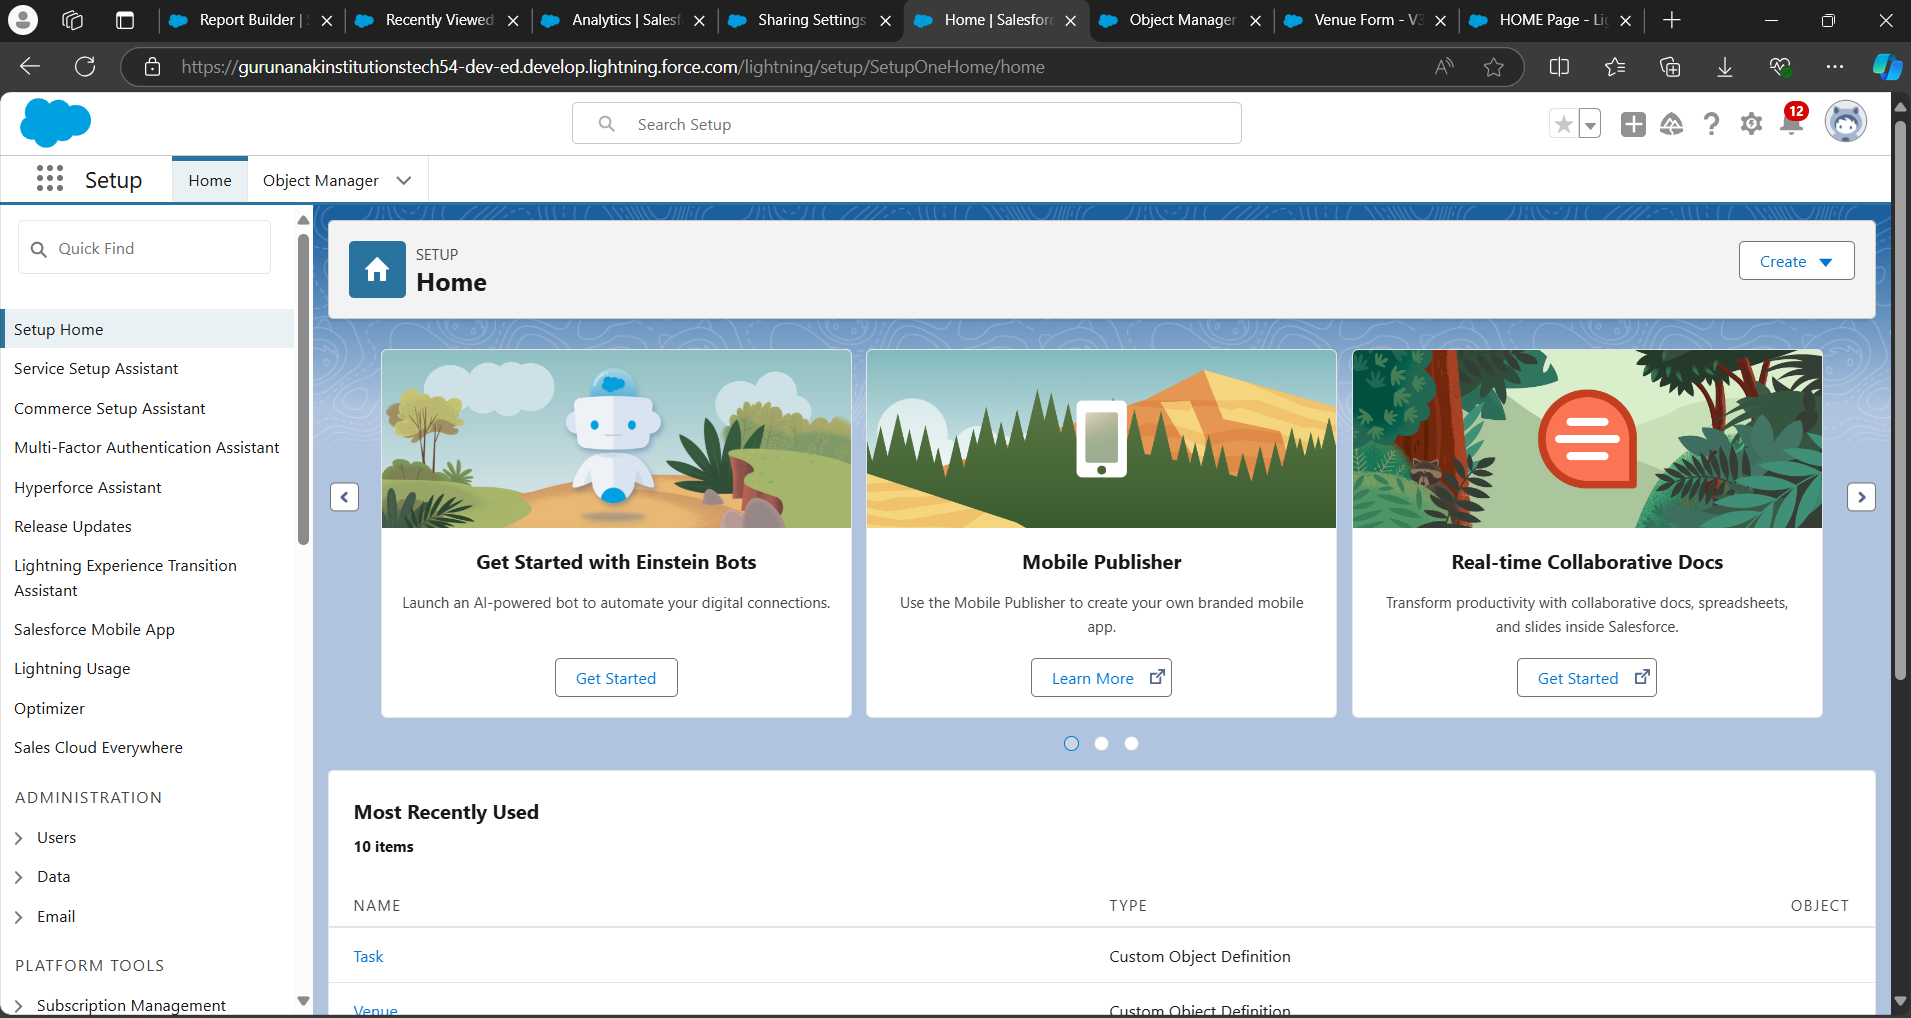 Report Builder |
Recently Viewed
Analytics | Salesf
Sharing Settings
Home | Salesforc
Object Manager
Venue Form - V3
HOME Page - Lig
https://gurunanakinstitutionstech54-dev-ed.develop.lightning.force.com/lightning/setup/SetupOneHome/home
Search Setup
12
Setup
Home
Object Manager
Quick Find
Setup Home
Service Setup Assistant
Commerce Setup Assistant
Multi-Factor Authentication Assistant
Hyperforce Assistant
Release Updates
Lightning Experience Transition
Assistant
Salesforce Mobile App
Lightning Usage
Optimizer
Sales Cloud Everywhere
ADMINISTRATION
Users
Data
Email
PLATFORM TOOLS
Subscription Management
SETUP
Home
Create
Get Started with Einstein Bots
Launch an AI-powered bot to automate your digital connections.
Get Started
Mobile Publisher
Use the Mobile Publisher to create your own branded mobile
app.
Learn More
Real-time Collaborative Docs
Transform productivity with collaborative docs, spreadsheets,
and slides inside Salesforce.
Get Started
Most Recently Used
10 items
NAME TYPE OBJECT
Task Custom Object Definition
Venue Custom Object Definition